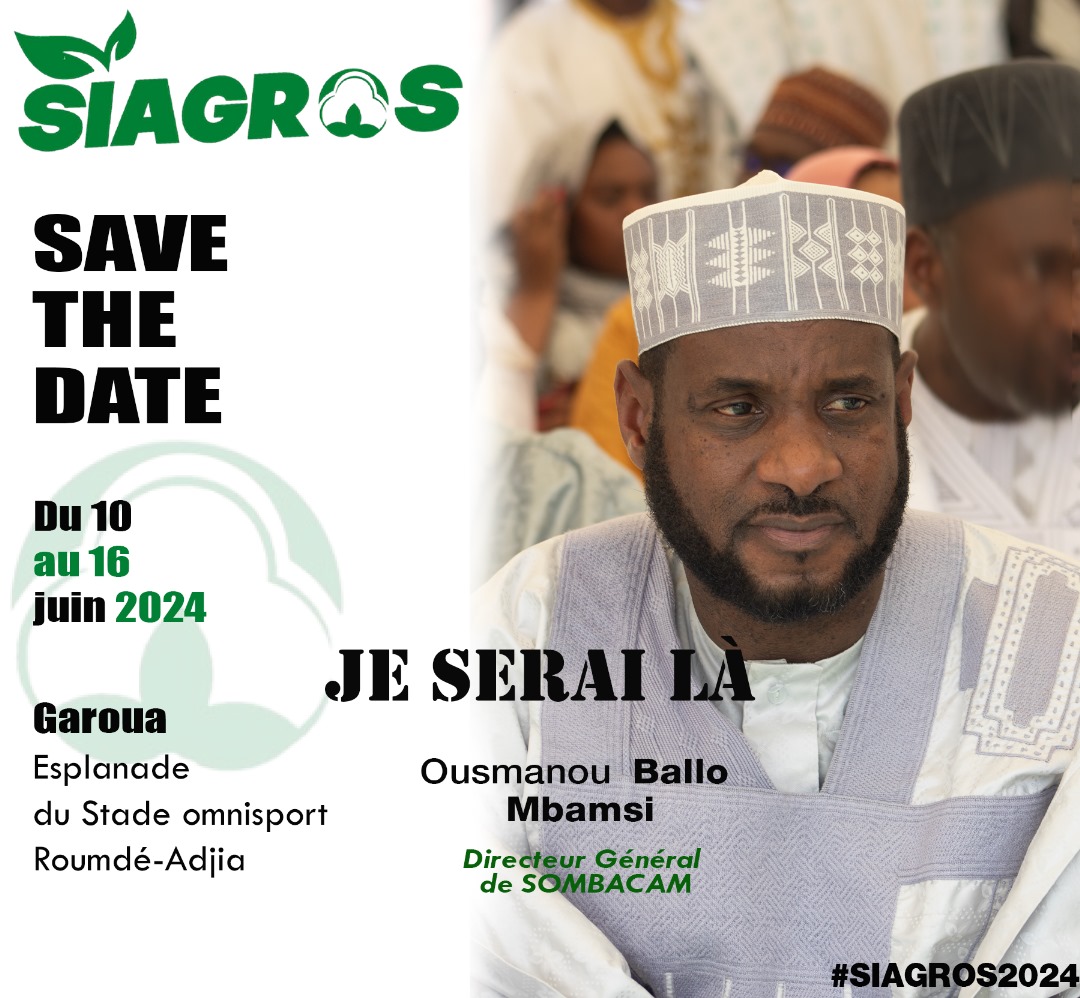 SIAGROS
SAVE
THE
DATE
Du 10
au 16
juin 2024
Garoua
Esplanade
du Stade omnisport
Roumdé-Adjia
JE SERAI LÀ
Ousmanou Ballo
Mbamsi
Directeur Général
de SOMBACAM
#SIAGROS2024